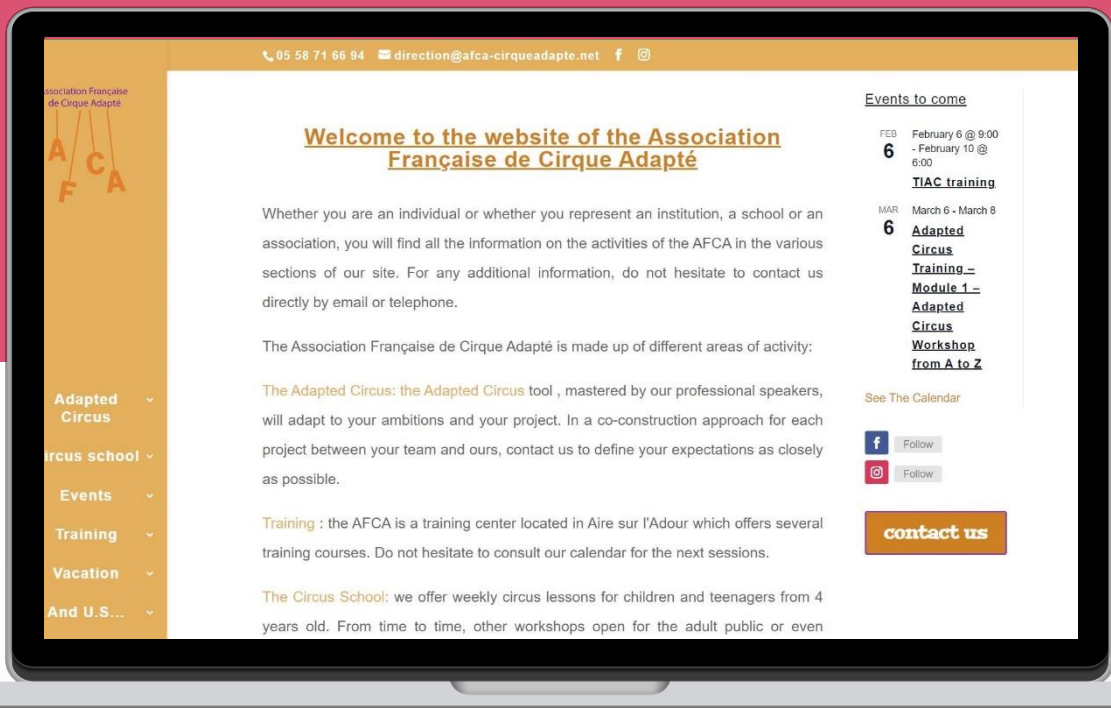 05 58 71 66 94 direction@afca-cirqueadapte.net
Association Française
de Cirque Adapté
A F C A
Adapted
Circus
ircus school
Events
Training
Vacation
And U.S...
Welcome to the website of the Association
Française de Cirque Adapté
Whether you are an individual or whether you represent an institution, a school or an
association, you will find all the information on the activities of the AFCA in the various
sections of our site. For any additional information, do not hesitate to contact us
directly by email or telephone.
The Association Française de Cirque Adapté is made up of different areas of activity:
The Adapted Circus: the Adapted Circus tool , mastered by our professional speakers,
will adapt to your ambitions and your project. In a co-construction approach for each
project between your team and ours, contact us to define your expectations as closely
as possible.
Training : the AFCA is a training center located in Aire sur l'Adour which offers several
training courses. Do not hesitate to consult our calendar for the next sessions.
The Circus School: we offer weekly circus lessons for children and teenagers from 4
years old. From time to time, other workshops open for the adult public or even
Events to come
FEB
6
February 6 @ 9:00
- February 10 @
6:00
TIAC training
MAR
6
March 6 - March 8
Adapted
Circus
Training –
Module 1 –
Adapted
Circus
Workshop
from A to Z
See The Calendar
f Follow
Follow
contact us